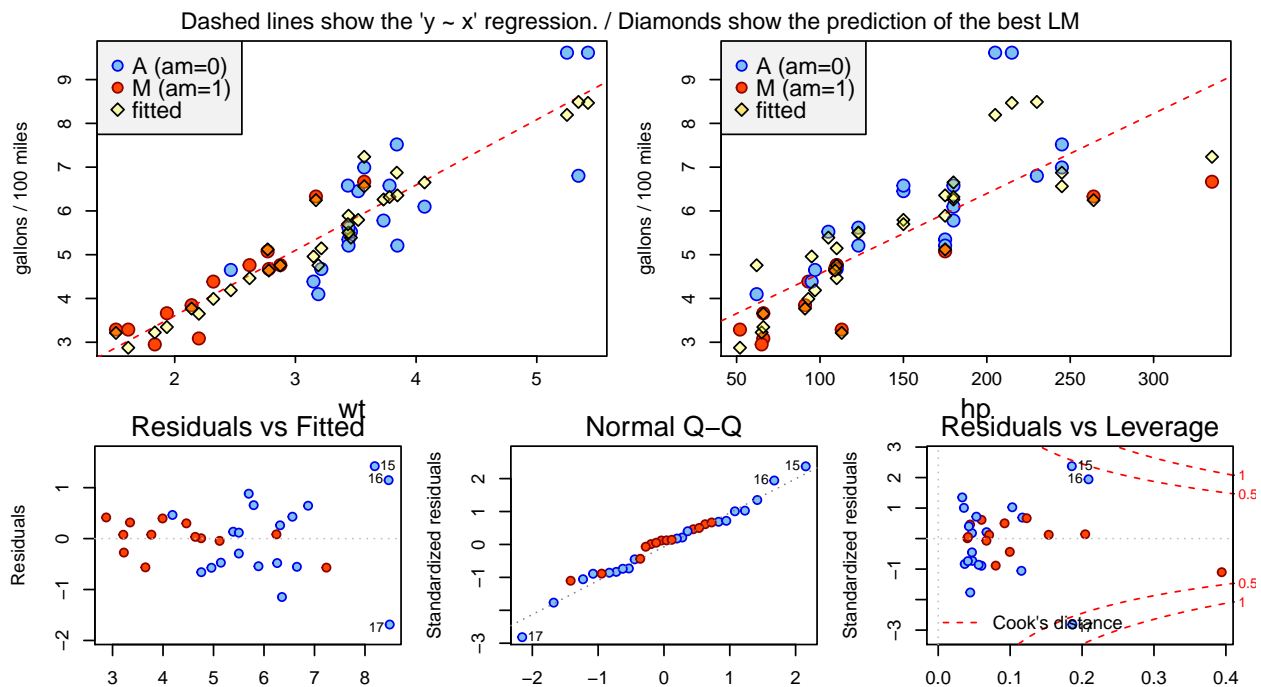 Dashed lines show the 'y ~ x' regression. / Diamonds show the prediction of the best LM
A (am=0)
M (am=1)
fitted
gallons / 100 miles
3 4 5 6 7 8 9
2 3 4 5
wt
A (am=0)
M (am=1)
fitted
gallons / 100 miles
3 4 5 6 7 8 9
50 100 150 200 250 300
hp
Residuals vs Fitted
Residuals
−2 −1 0 1
3 4 5 6 7 8
15
16
17
Normal Q−Q
Standardized residuals
−3 −1 0 1 2
−2 −1 0 1 2
15
16
17
Residuals vs Leverage
Standardized residuals
−3 −1 0 1 2 3
0.0 0.1 0.2 0.3 0.4
15
16
17
1
0.5
0.5
1
Cook's distance